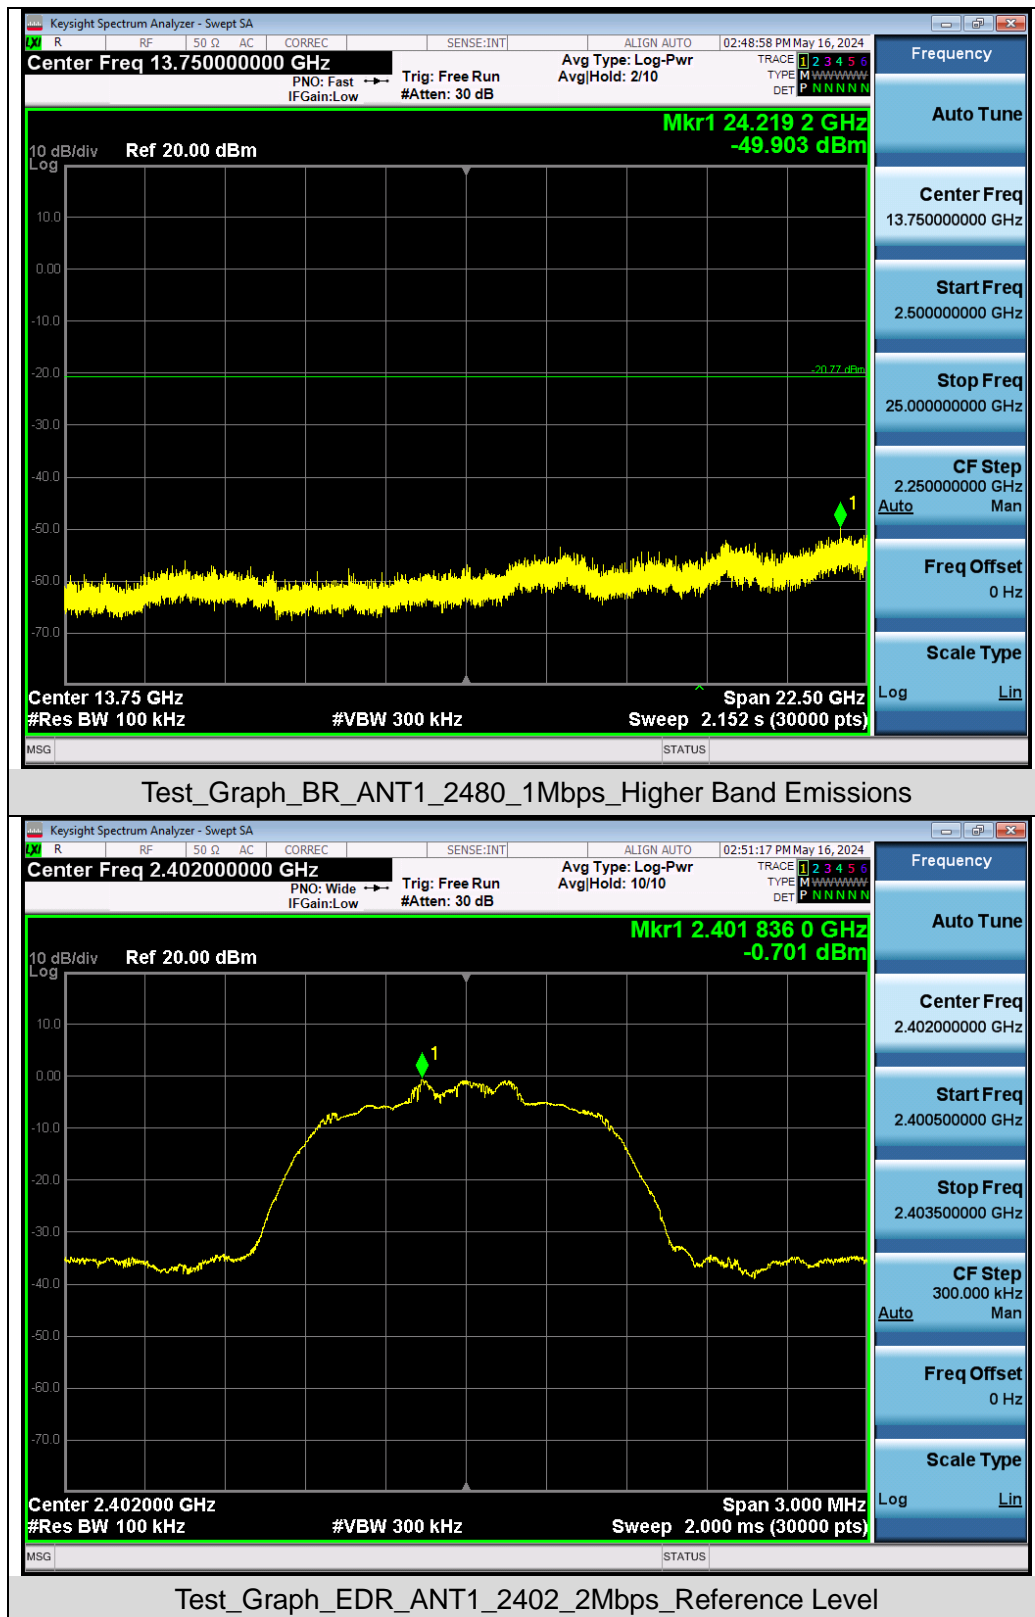 Keysight Spectrum Analyzer - Swept SA
LXI R RF 50 Ω AC CORREC SENSE:INT ALIGN AUTO 02:48:58 PM May 16, 2024
Center Freq 13.750000000 GHz
PNO: Fast
IFGain:Low
Trig: Free Run
#Atten: 30 dB
Avg Type: Log-Pwr
Avg|Hold: 2/10
TRACE 1 2 3 4 5 6
TYPE M WWWWW
DET P N N N N N
Mkr1 24.219 2 GHz
-49.903 dBm
10 dB/div Ref 20.00 dBm
Log
10.0
0.00
-10.0
-20.0
-20.77 dBm
-30.0
-40.0
-50.0
1
-60.0
-70.0
Center 13.75 GHz Span 22.50 GHz
#Res BW 100 kHz #VBW 300 kHz Sweep 2.152 s (30000 pts)
MSG STATUS
Frequency
Auto Tune
Center Freq
13.750000000 GHz
Start Freq
2.500000000 GHz
Stop Freq
25.000000000 GHz
CF Step
2.250000000 GHz
Auto Man
Freq Offset
0 Hz
Scale Type
Log Lin
Test_Graph_BR_ANT1_2480_1Mbps_Higher Band Emissions
Keysight Spectrum Analyzer - Swept SA
LXI R RF 50 Ω AC CORREC SENSE:INT ALIGN AUTO 02:51:17 PM May 16, 2024
Center Freq 2.402000000 GHz
PNO: Wide
IFGain:Low
Trig: Free Run
#Atten: 30 dB
Avg Type: Log-Pwr
Avg|Hold: 10/10
TRACE 1 2 3 4 5 6
TYPE M WWWWW
DET P N N N N N
Mkr1 2.401 836 0 GHz
-0.701 dBm
10 dB/div Ref 20.00 dBm
Log
10.0
0.00
1
-10.0
-20.0
-30.0
-40.0
-50.0
-60.0
-70.0
Center 2.402000 GHz Span 3.000 MHz
#Res BW 100 kHz #VBW 300 kHz Sweep 2.000 ms (30000 pts)
MSG STATUS
Frequency
Auto Tune
Center Freq
2.402000000 GHz
Start Freq
2.400500000 GHz
Stop Freq
2.403500000 GHz
CF Step
300.000 kHz
Auto Man
Freq Offset
0 Hz
Scale Type
Log Lin
Test_Graph_EDR_ANT1_2402_2Mbps_Reference Level